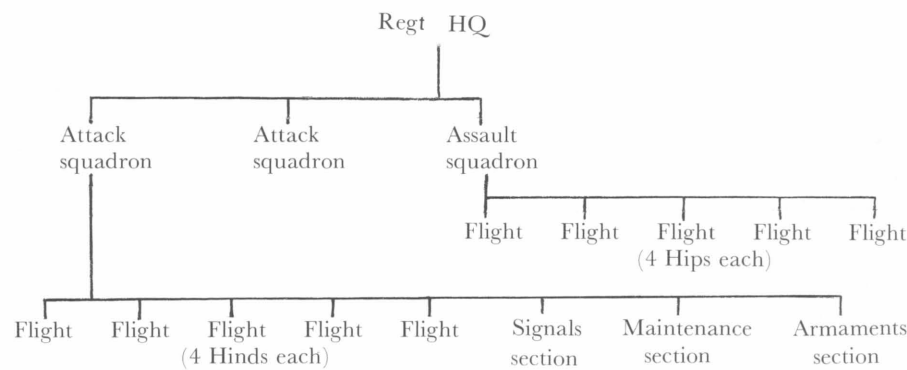 Regt HQ
Attack Attack Assault
squadron squadron squadron
Flight Flight Flight Flight Flight
(4 Hips each)
Flight Flight Flight Flight Flight Signals Maintenance Armaments
(4 Hinds each) section section section